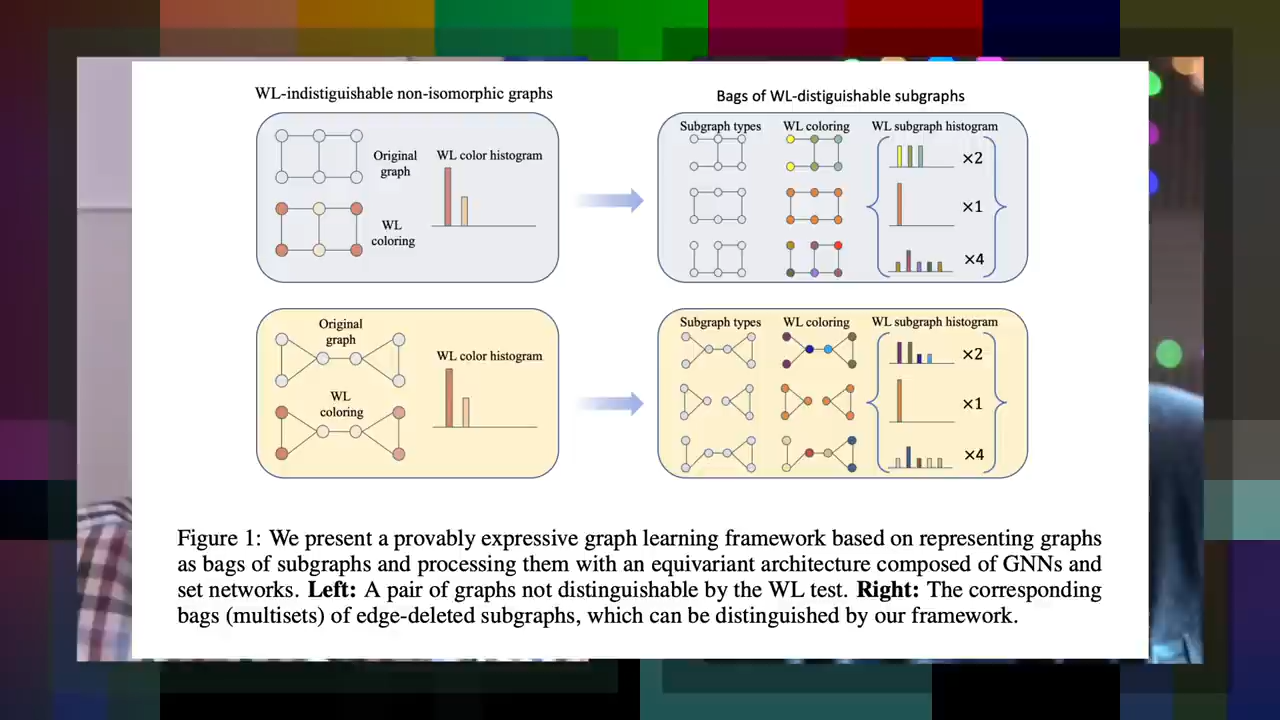 WL-indistiguishable non-isomorphic graphs
Original
graph
WL color histogram
WL
coloring
Bags of WL-distiguishable subgraphs
Subgraph types
WL coloring
WL subgraph histogram
×2
×1
×4
Original
graph
WL color histogram
WL
coloring
Subgraph types
WL coloring
WL subgraph histogram
×2
×1
×4
Figure 1: We present a provably expressive graph learning framework based on representing graphs
as bags of subgraphs and processing them with an equivariant architecture composed of GNNs and
set networks. Left: A pair of graphs not distinguishable by the WL test. Right: The corresponding
bags (multisets) of edge-deleted subgraphs, which can be distinguished by our framework.